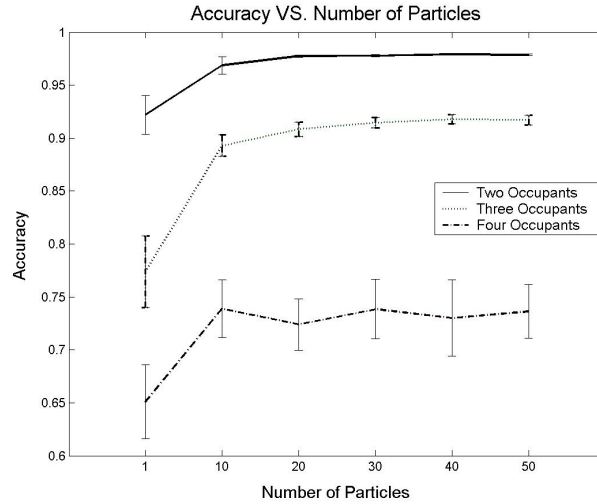 Accuracy VS. Number of Particles
1
0.95
0.9
0.85
0.8
0.75
0.7
0.65
0.6
Accuracy
Two Occupants
Three Occupants
Four Occupants
1 10 20 30 40 50
Number of Particles